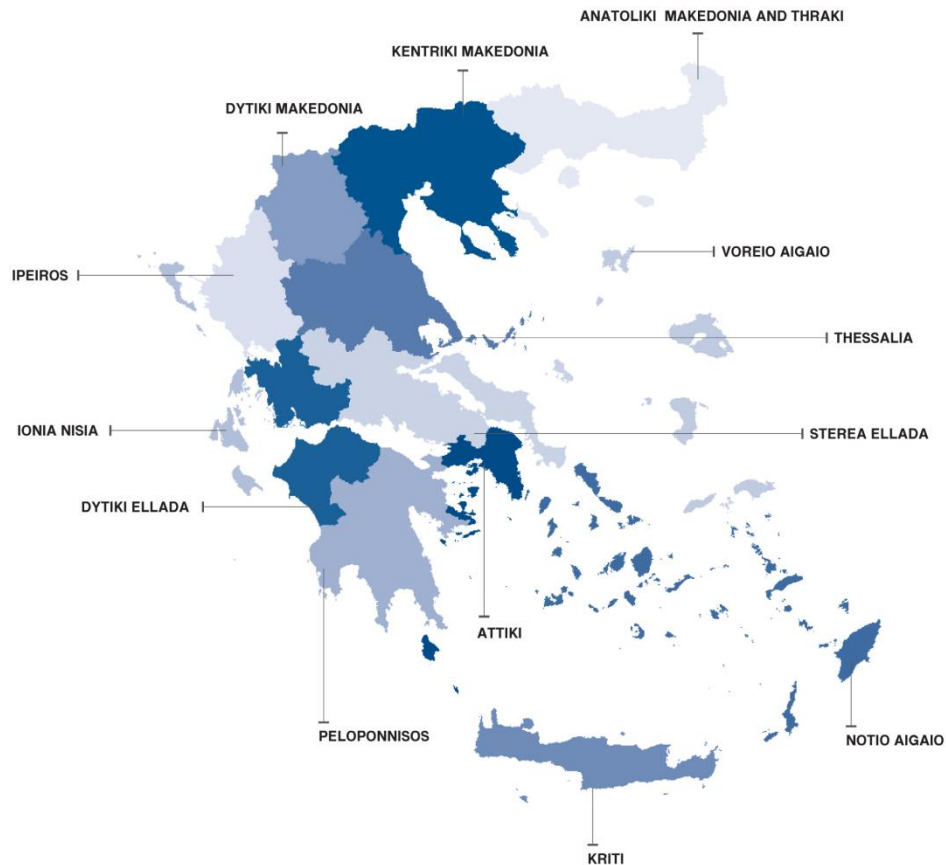 ANATOLIKI MAKEDONIA AND THRAKI
KENTRIKI MAKEDONIA
DYTIKI MAKEDONIA
VOREIO AIGAIO
IPEIROS
THESSALIA
IONIA NISIA
STEREA ELLADA
DYTIKI ELLADA
ATTIKI
PELOPONNISOS
NOTIO AIGAIO
KRITI